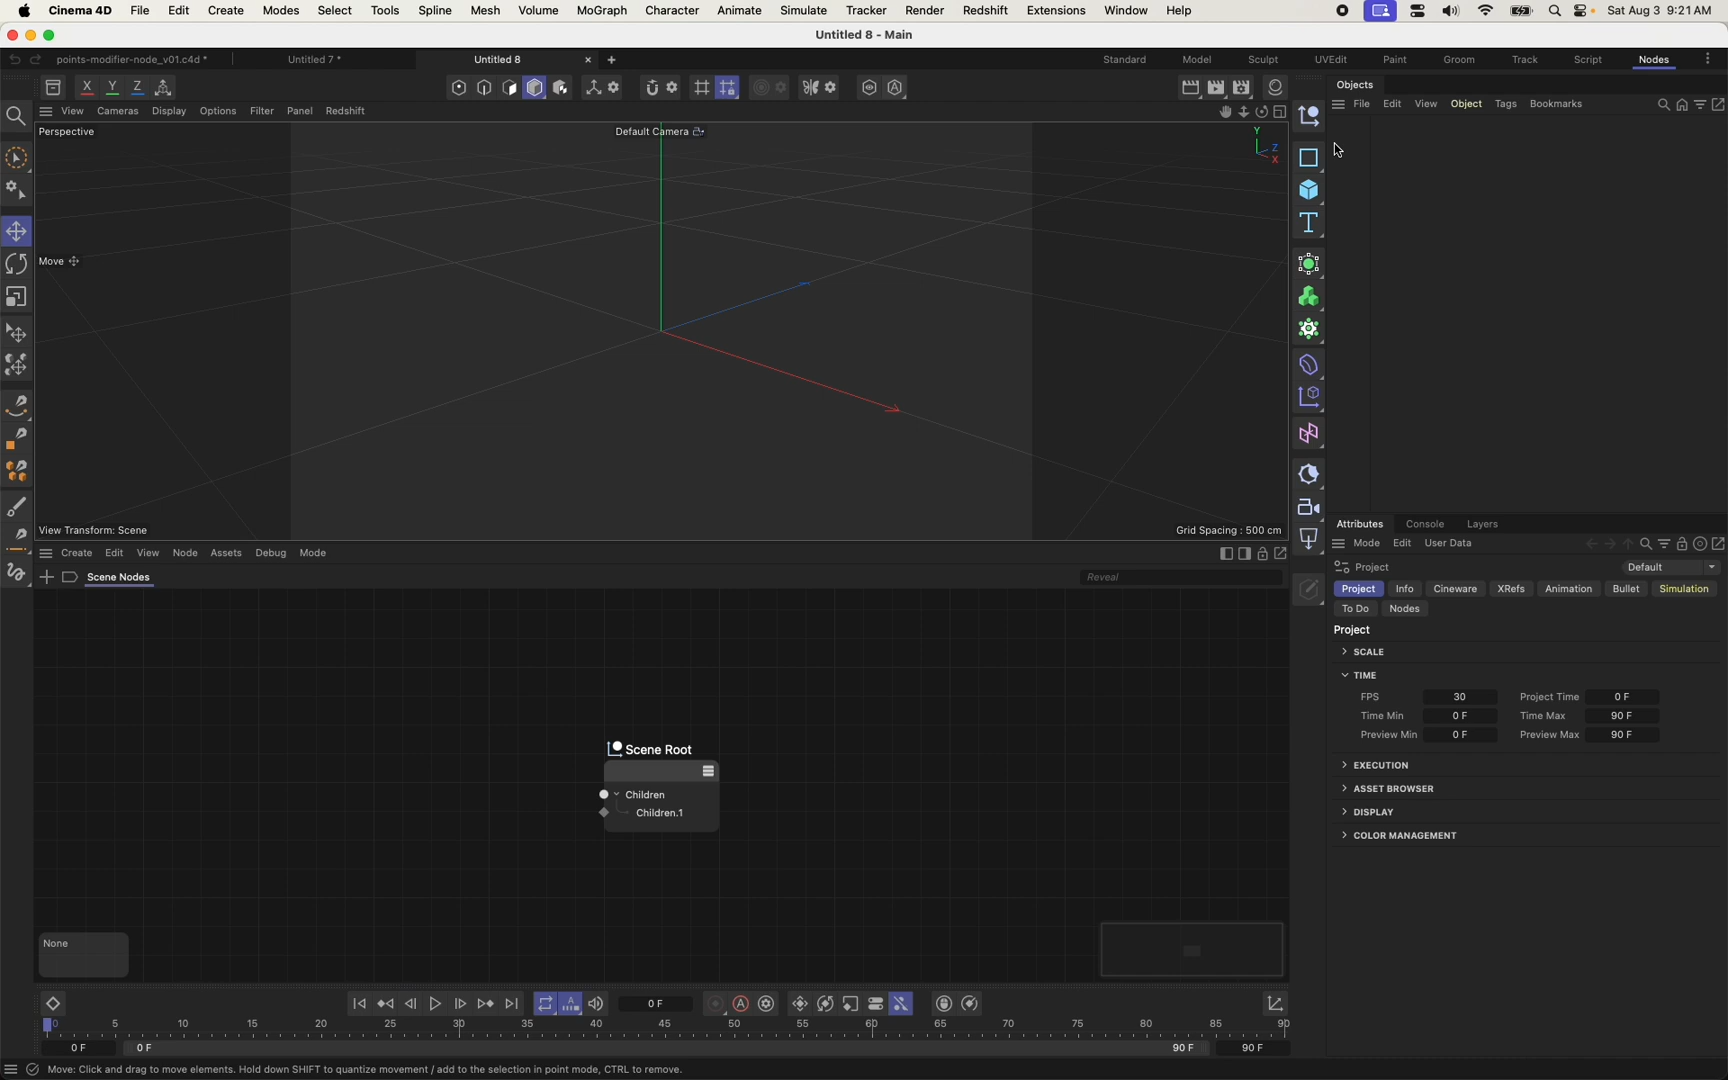 Cinema 4D File Edit Create Modes Select Tools Spline Mesh Volume MoGraph Character Animate Simulate Tracker Render Redshift Extensions Window Help Sat Aug 3 9:21 AM
Untitled 8 - Main
points-modifier-node_v01.c4d * Untitled 7 * Untitled 8 × + Standard Model Sculpt UVEdit Paint Groom Track Script Nodes
X Y Z Objects
View Cameras Display Options Filter Panel Redshift File Edit View Object Tags Bookmarks
Perspective Default Camera
Y
Z
X
Move
View Transform: Scene Grid Spacing : 500 cm
Attributes Console Layers
Mode Edit User Data
Create Edit View Node Assets Debug Mode
Scene Nodes Reveal
Project Default
Project Info Cineware XRefs Animation Bullet Simulation
To Do Nodes
Project
SCALE
TIME
FPS 30 Project Time 0 F
Time Min 0 F Time Max 90 F
Preview Min 0 F Preview Max 90 F
EXECUTION
ASSET BROWSER
DISPLAY
COLOR MANAGEMENT
Scene Root
Children
Children.1
None
0 F
0 5 10 15 20 25 30 35 40 45 50 55 60 65 70 75 80 85 90
0 F 0 F 90 F 90 F
Move: Click and drag to move elements. Hold down SHIFT to quantize movement / add to the selection in point mode, CTRL to remove.